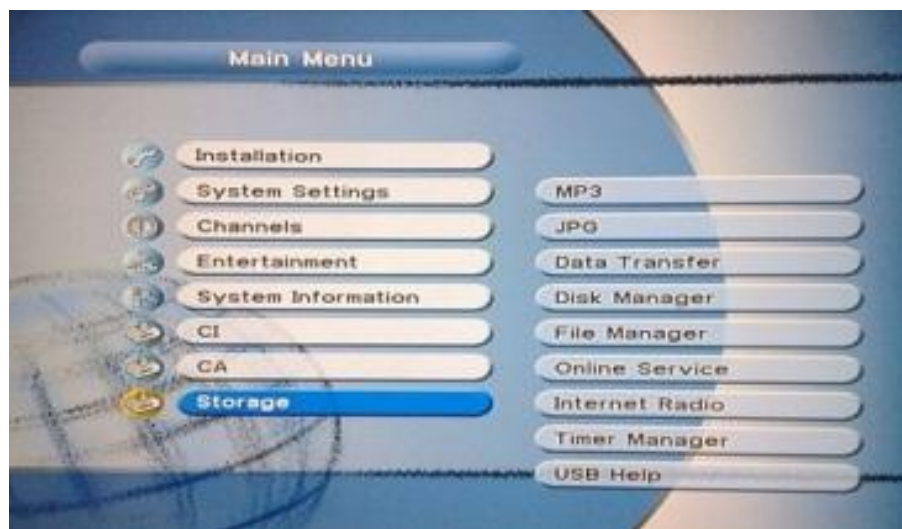 Main Menu
Installation
System Settings
Channels
Entertainment
System Information
CI
CA
Storage
MP3
JPG
Data Transfer
Disk Manager
File Manager
Online Service
Internet Radio
Timer Manager
USB Help